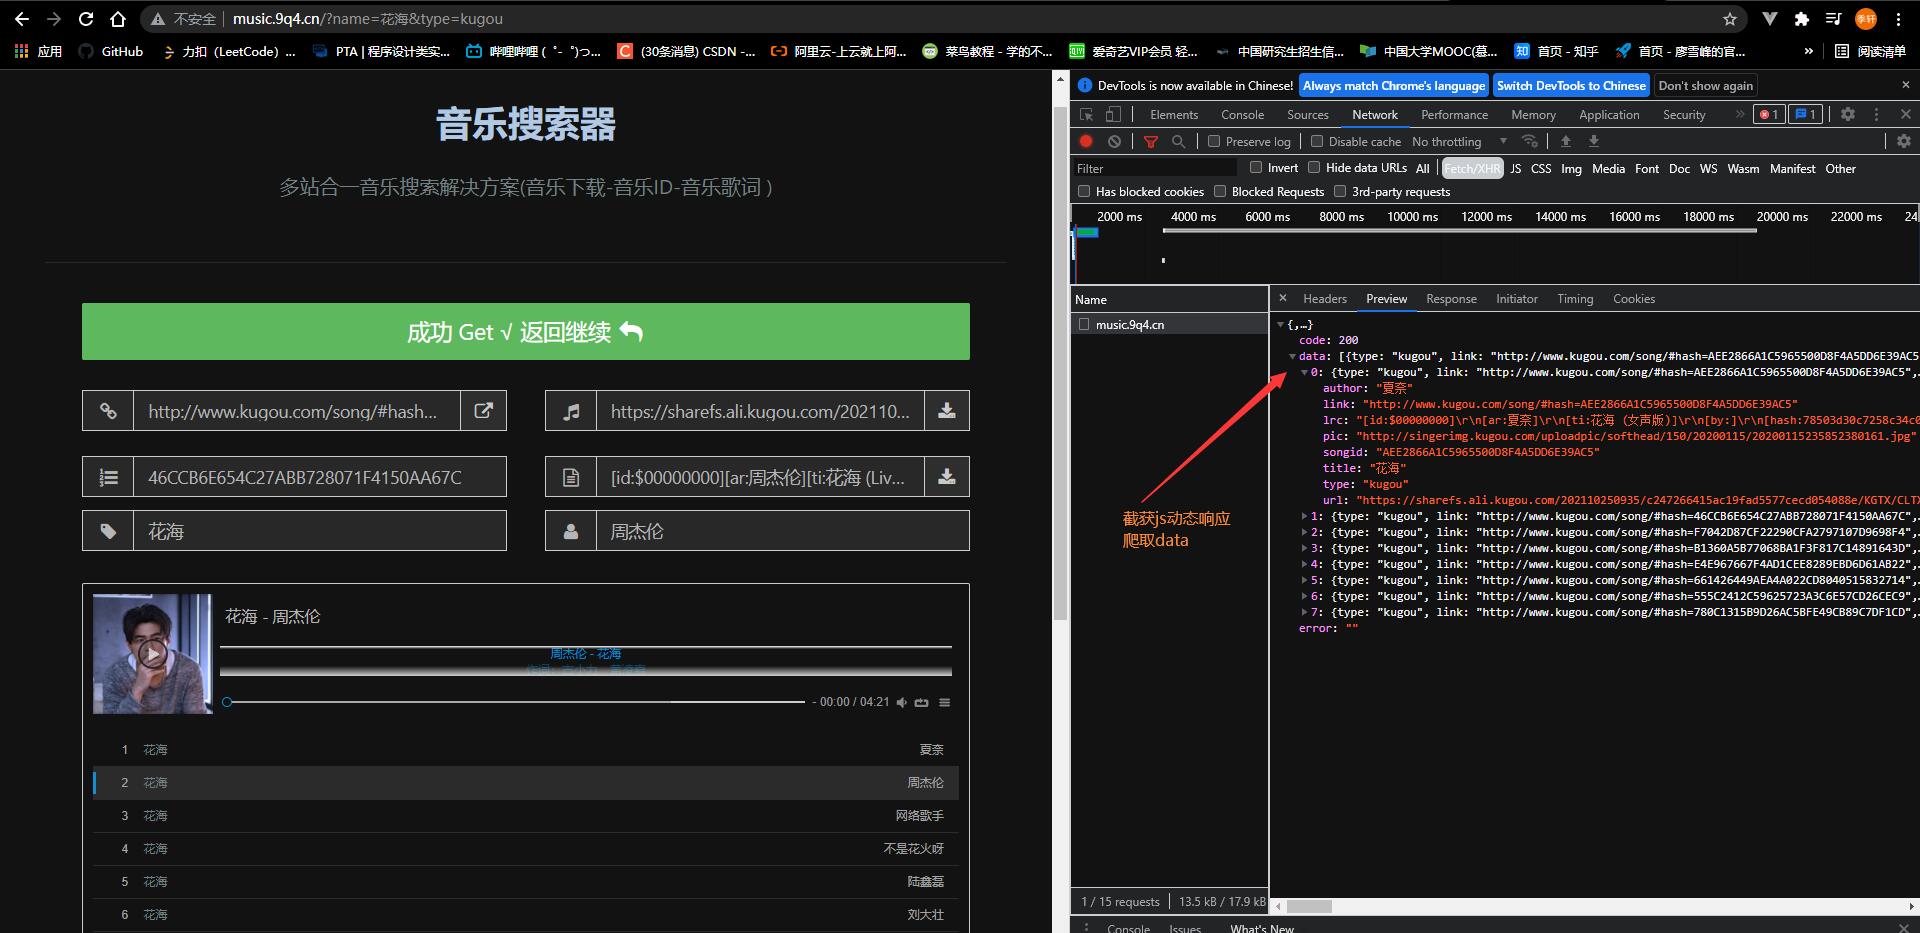 不安全 music.9q4.cn/?name=花海&type=kugou 季轩
应用 GitHub 力扣（LeetCode）... PTA | 程序设计类实... 哔哩哔哩 ( ゜- ゜)つ... (30条消息) CSDN -... 阿里云-上云就上阿... 菜鸟教程 - 学的不... 爱奇艺VIP会员 轻... 中国研究生招生信... 中国大学MOOC(慕... 知 首页 - 知乎 首页 - 廖雪峰的官... » 阅读清单
音乐搜索器
多站合一音乐搜索解决方案(音乐下载-音乐ID-音乐歌词 )
成功 Get √ 返回继续
http://www.kugou.com/song/#hash...
https://sharefs.ali.kugou.com/202110...
46CCB6E654C27ABB728071F4150AA67C
[id:$00000000][ar:周杰伦][ti:花海 (Liv...
花海
周杰伦
花海 - 周杰伦
周杰伦 - 花海
- 00:00 / 04:21
1 花海 夏奈
2 花海 周杰伦
3 花海 网络歌手
4 花海 不是花火呀
5 花海 陆鑫磊
6 花海 刘大壮
DevTools is now available in Chinese! Always match Chrome's language Switch DevTools to Chinese Don't show again
Elements Console Sources Network Performance Memory Application Security » 1 1
Preserve log Disable cache No throttling
Filter Invert Hide data URLs All Fetch/XHR JS CSS Img Media Font Doc WS Wasm Manifest Other
Has blocked cookies Blocked Requests 3rd-party requests
2000 ms 4000 ms 6000 ms 8000 ms 10000 ms 12000 ms 14000 ms 16000 ms 18000 ms 20000 ms 22000 ms 24
Name
music.9q4.cn
Headers Preview Response Initiator Timing Cookies
{,…}
code: 200
data: [{type: "kugou", link: "http://www.kugou.com/song/#hash=AEE2866A1C5965500D8F4A5DD6E39AC5
0: {type: "kugou", link: "http://www.kugou.com/song/#hash=AEE2866A1C5965500D8F4A5DD6E39AC5",…
author: "夏奈"
link: "http://www.kugou.com/song/#hash=AEE2866A1C5965500D8F4A5DD6E39AC5"
lrc: "[id:$00000000]\r\n[ar:夏奈]\r\n[ti:花海 (女声版)]\r\n[by:]\r\n[hash:78503d30c7258c34c0
pic: "http://singerimg.kugou.com/uploadpic/softhead/150/20200115/20200115235852380161.jpg"
songid: "AEE2866A1C5965500D8F4A5DD6E39AC5"
title: "花海"
type: "kugou"
url: "https://sharefs.ali.kugou.com/202110250935/c247266415ac19fad5577cecd054088e/KGTX/CLTX
1: {type: "kugou", link: "http://www.kugou.com/song/#hash=46CCB6E654C27ABB728071F4150AA67C",…
2: {type: "kugou", link: "http://www.kugou.com/song/#hash=F7042D87CF22290CFA2797107D9698F4",…
3: {type: "kugou", link: "http://www.kugou.com/song/#hash=B1360A5B77068BA1F3F817C14891643D",…
4: {type: "kugou", link: "http://www.kugou.com/song/#hash=E4E967667F4AD1CEE8289EBD6D61AB22",…
5: {type: "kugou", link: "http://www.kugou.com/song/#hash=661426449AEA4A022CD8040515832714",…
6: {type: "kugou", link: "http://www.kugou.com/song/#hash=555C2412C59625723A3C6E57CD26CEC9",…
7: {type: "kugou", link: "http://www.kugou.com/song/#hash=780C1315B9D26AC5BFE49CB89C7DF1CD",…
error: ""
截获js动态响应
爬取data
1 / 15 requests 13.5 kB / 17.9 kB
Console Issues What's New